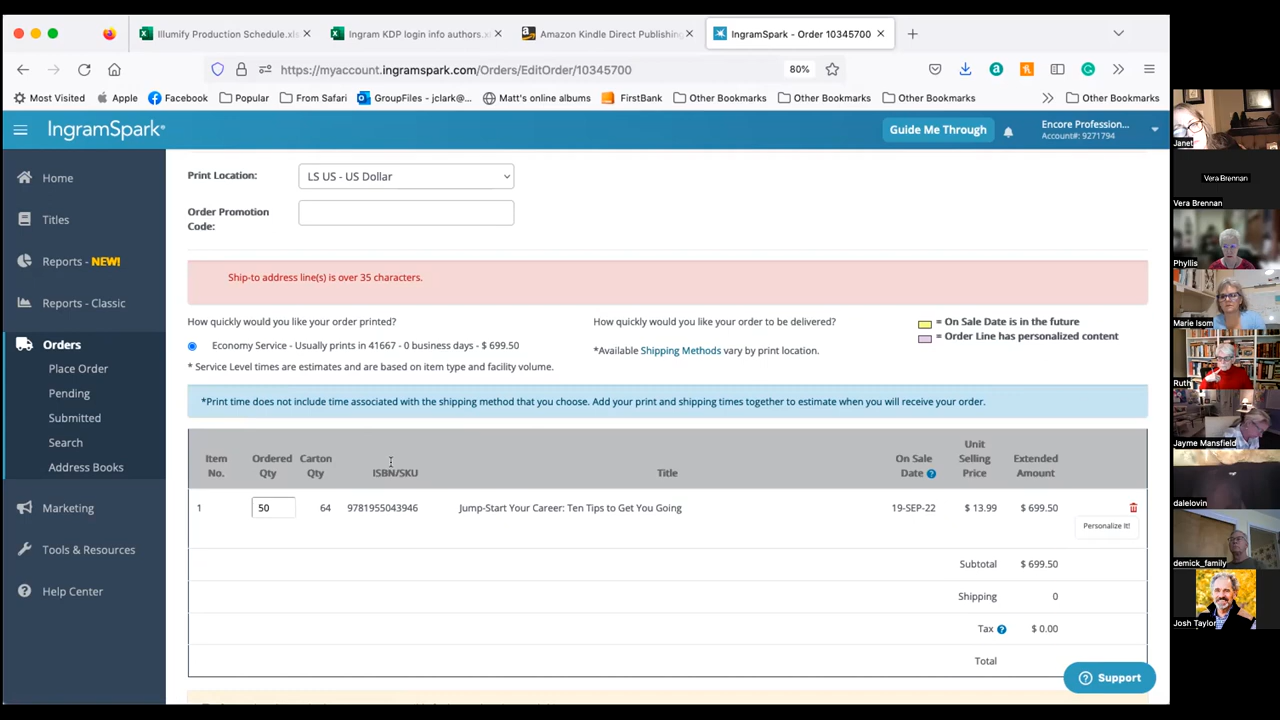 Illumify Production Schedule.xls
Ingram KDP login info authors.x
Amazon Kindle Direct Publishing
IngramSpark - Order 10345700
https://myaccount.ingramspark.com/Orders/EditOrder/10345700
80%
Most Visited
Apple
Facebook
Popular
From Safari
GroupFiles - jclark@...
Matt's online albums
FirstBank
Other Bookmarks
Other Bookmarks
Other Bookmarks
Other Bookmarks
IngramSpark
Guide Me Through
Encore Profession...
Account#: 9271794
Home
Titles
Reports - NEW!
Reports - Classic
Orders
Place Order
Pending
Submitted
Search
Address Books
Marketing
Tools & Resources
Help Center
Print Location:
LS US - US Dollar
Order Promotion
Code:
Ship-to address line(s) is over 35 characters.
How quickly would you like your order printed?
How quickly would you like your order to be delivered?
= On Sale Date is in the future
= Order Line has personalized content
Economy Service - Usually prints in 41667 - 0 business days - $ 699.50
*Available Shipping Methods vary by print location.
* Service Level times are estimates and are based on item type and facility volume.
*Print time does not include time associated with the shipping method that you choose. Add your print and shipping times together to estimate when you will receive your order.
Item
No.
Ordered
Qty
Carton
Qty
ISBN/SKU
Title
On Sale
Date
Unit
Selling
Price
Extended
Amount
1
50
64
9781955043946
Jump-Start Your Career: Ten Tips to Get You Going
19-SEP-22
$ 13.99
$ 699.50
Personalize It!
Subtotal
$ 699.50
Shipping
0
Tax
$ 0.00
Total
Support
Janet
Vera Brennan
Vera Brennan
Phyllis
Marie Isom
Ruth
Jayme Mansfield
dalelovin
demick_family
Josh Taylor